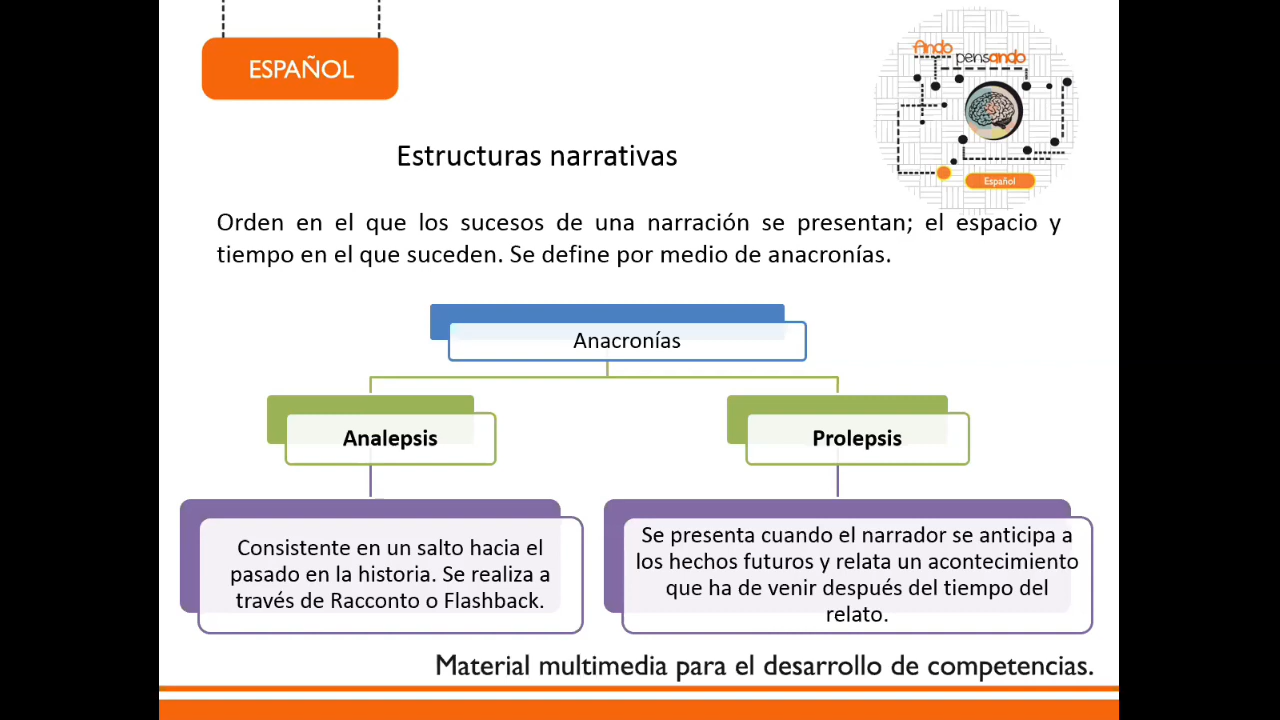 ESPAÑOL
Ando
pensando
Español
Estructuras narrativas
Orden en el que los sucesos de una narración se presentan; el espacio y
tiempo en el que suceden. Se define por medio de anacronías.
Anacronías
Analepsis
Prolepsis
Consistente en un salto hacia el
pasado en la historia. Se realiza a
través de Racconto o Flashback.
Se presenta cuando el narrador se anticipa a
los hechos futuros y relata un acontecimiento
que ha de venir después del tiempo del
relato.
Material multimedia para el desarrollo de competencias.